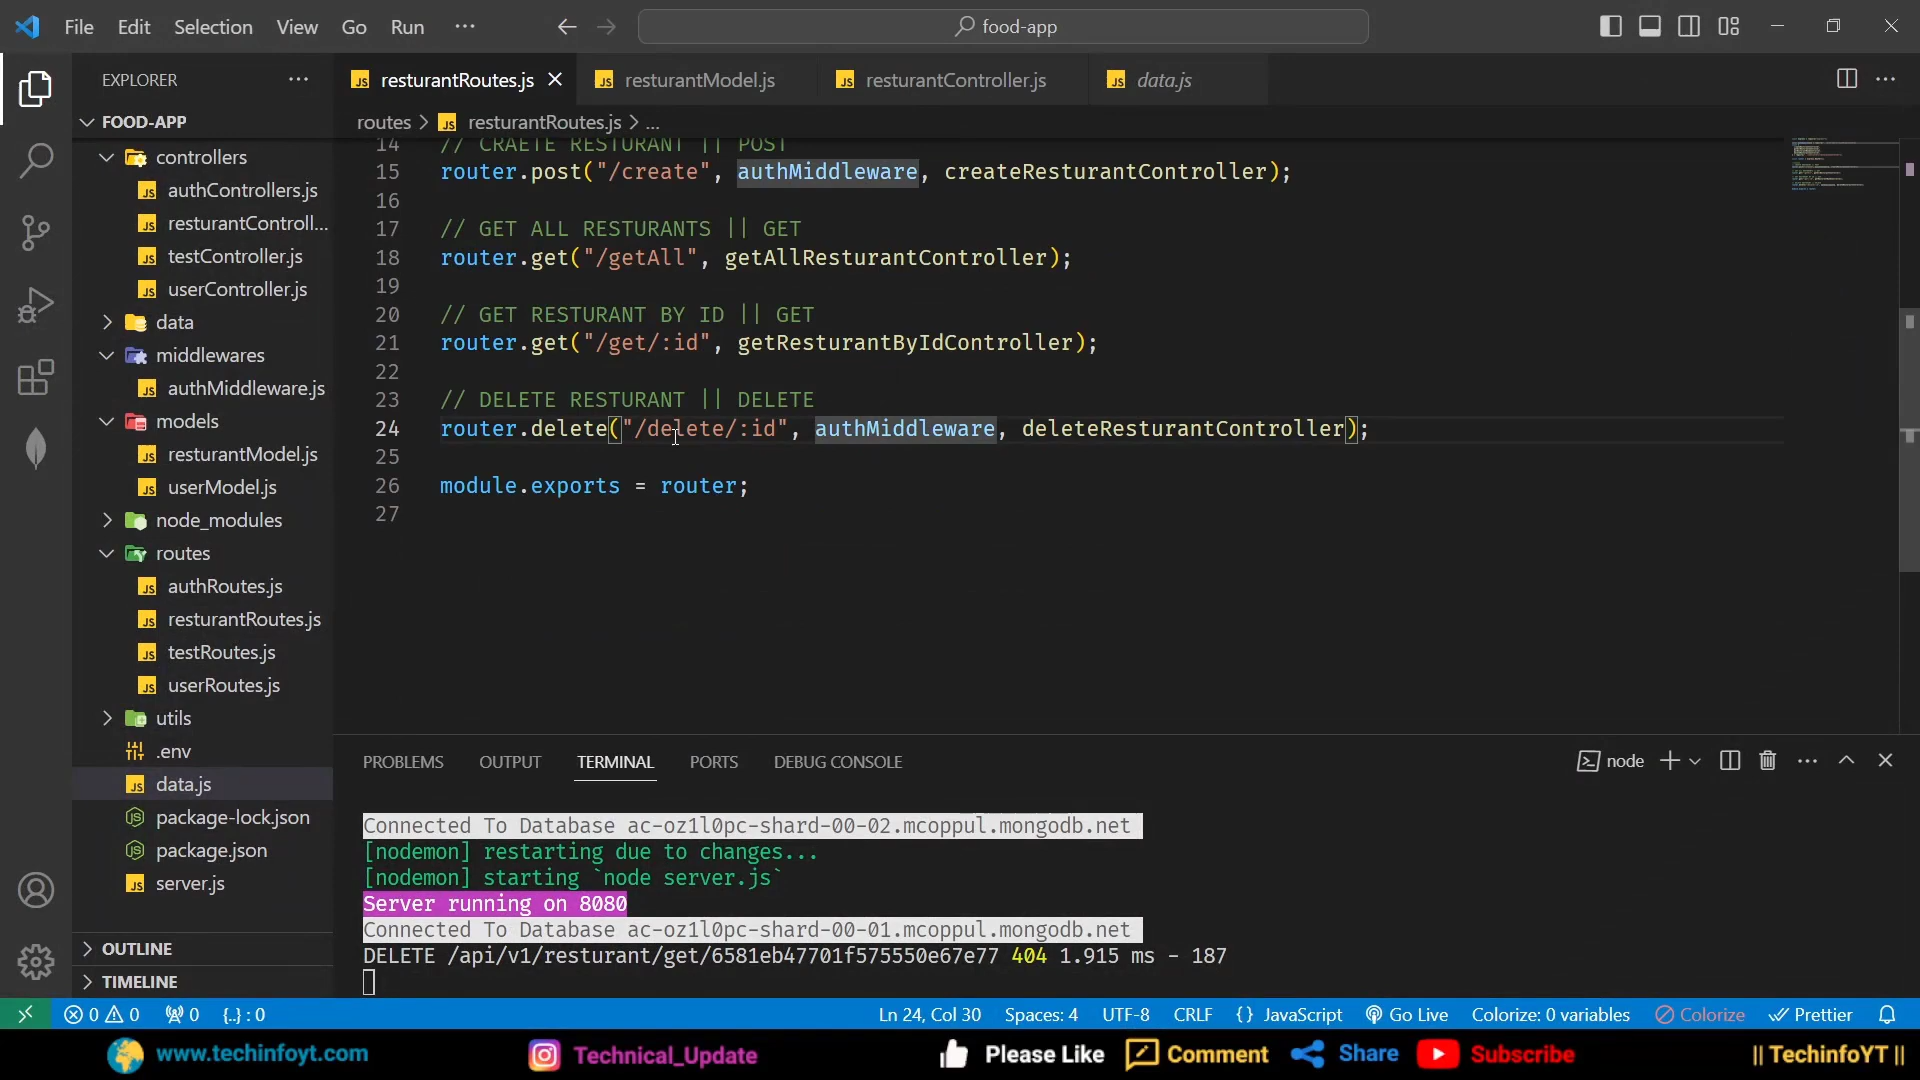 File Edit Selection View Go Run ··· food-app
EXPLORER ···
resturantRoutes.js resturantModel.js resturantController.js data.js
FOOD-APP
routes > resturantRoutes.js > ...
controllers
authControllers.js
resturantControll...
testController.js
userController.js
data
middlewares
authMiddleware.js
models
resturantModel.js
userModel.js
node_modules
routes
authRoutes.js
resturantRoutes.js
testRoutes.js
userRoutes.js
utils
.env
data.js
package-lock.json
package.json
server.js
OUTLINE
TIMELINE
14 // CRAETE RESTURANT || POST
15 router.post("/create", authMiddleware, createResturantController);
16
17 // GET ALL RESTURANTS || GET
18 router.get("/getAll", getAllResturantController);
19
20 // GET RESTURANT BY ID || GET
21 router.get("/get/:id", getResturantByIdController);
22
23 // DELETE RESTURANT || DELETE
24 router.delete("/delete/:id", authMiddleware, deleteResturantController);
25
26 module.exports = router;
27
PROBLEMS OUTPUT TERMINAL PORTS DEBUG CONSOLE node
Connected To Database ac-oz1l0pc-shard-00-02.mcoppul.mongodb.net
[nodemon] restarting due to changes...
[nodemon] starting `node server.js`
Server running on 8080
Connected To Database ac-oz1l0pc-shard-00-01.mcoppul.mongodb.net
DELETE /api/v1/resturant/get/6581eb47701f575550e67e77 404 1.915 ms - 187
0 0 0 {..} : 0 Ln 24, Col 30 Spaces: 4 UTF-8 CRLF {} JavaScript Go Live Colorize: 0 variables Colorize Prettier
www.techinfoyt.com Technical_Update Please Like Comment Share Subscribe || TechinfoYT ||